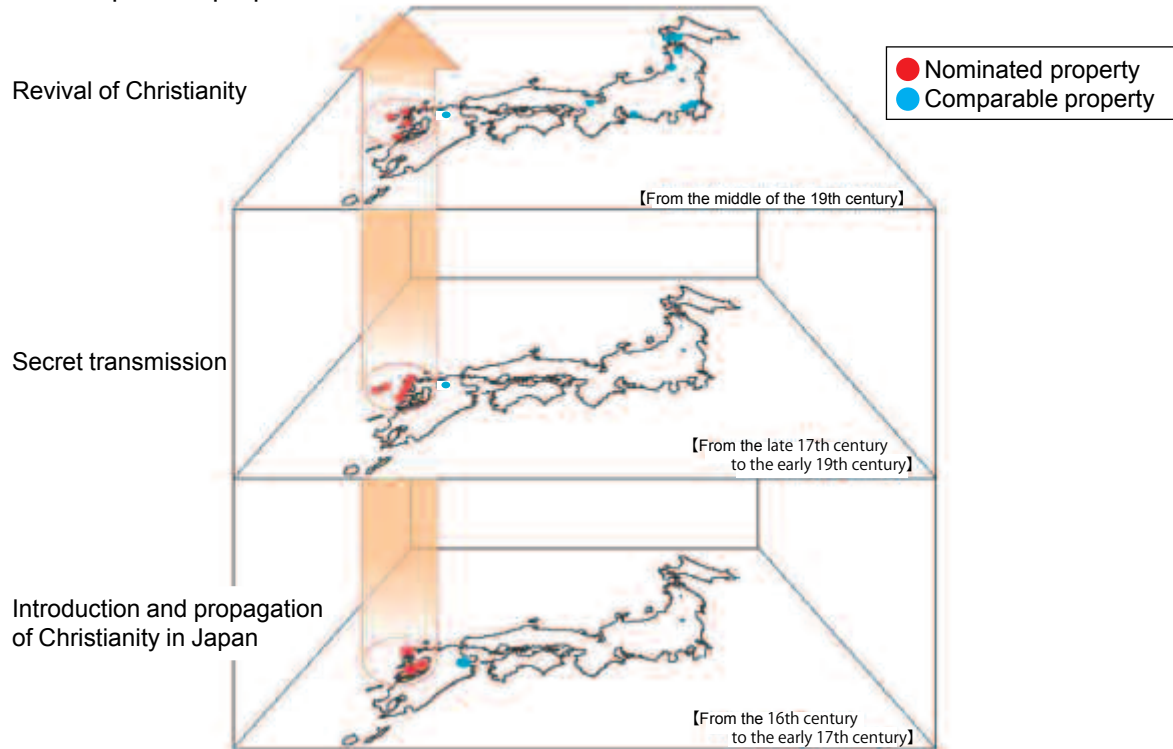 Revival of Christianity
Nominated property
Comparable property
【From the middle of the 19th century】
Secret transmission
【From the late 17th century
to the early 19th century】
Introduction and propagation
of Christianity in Japan
【From the 16th century
to the early 17th century】